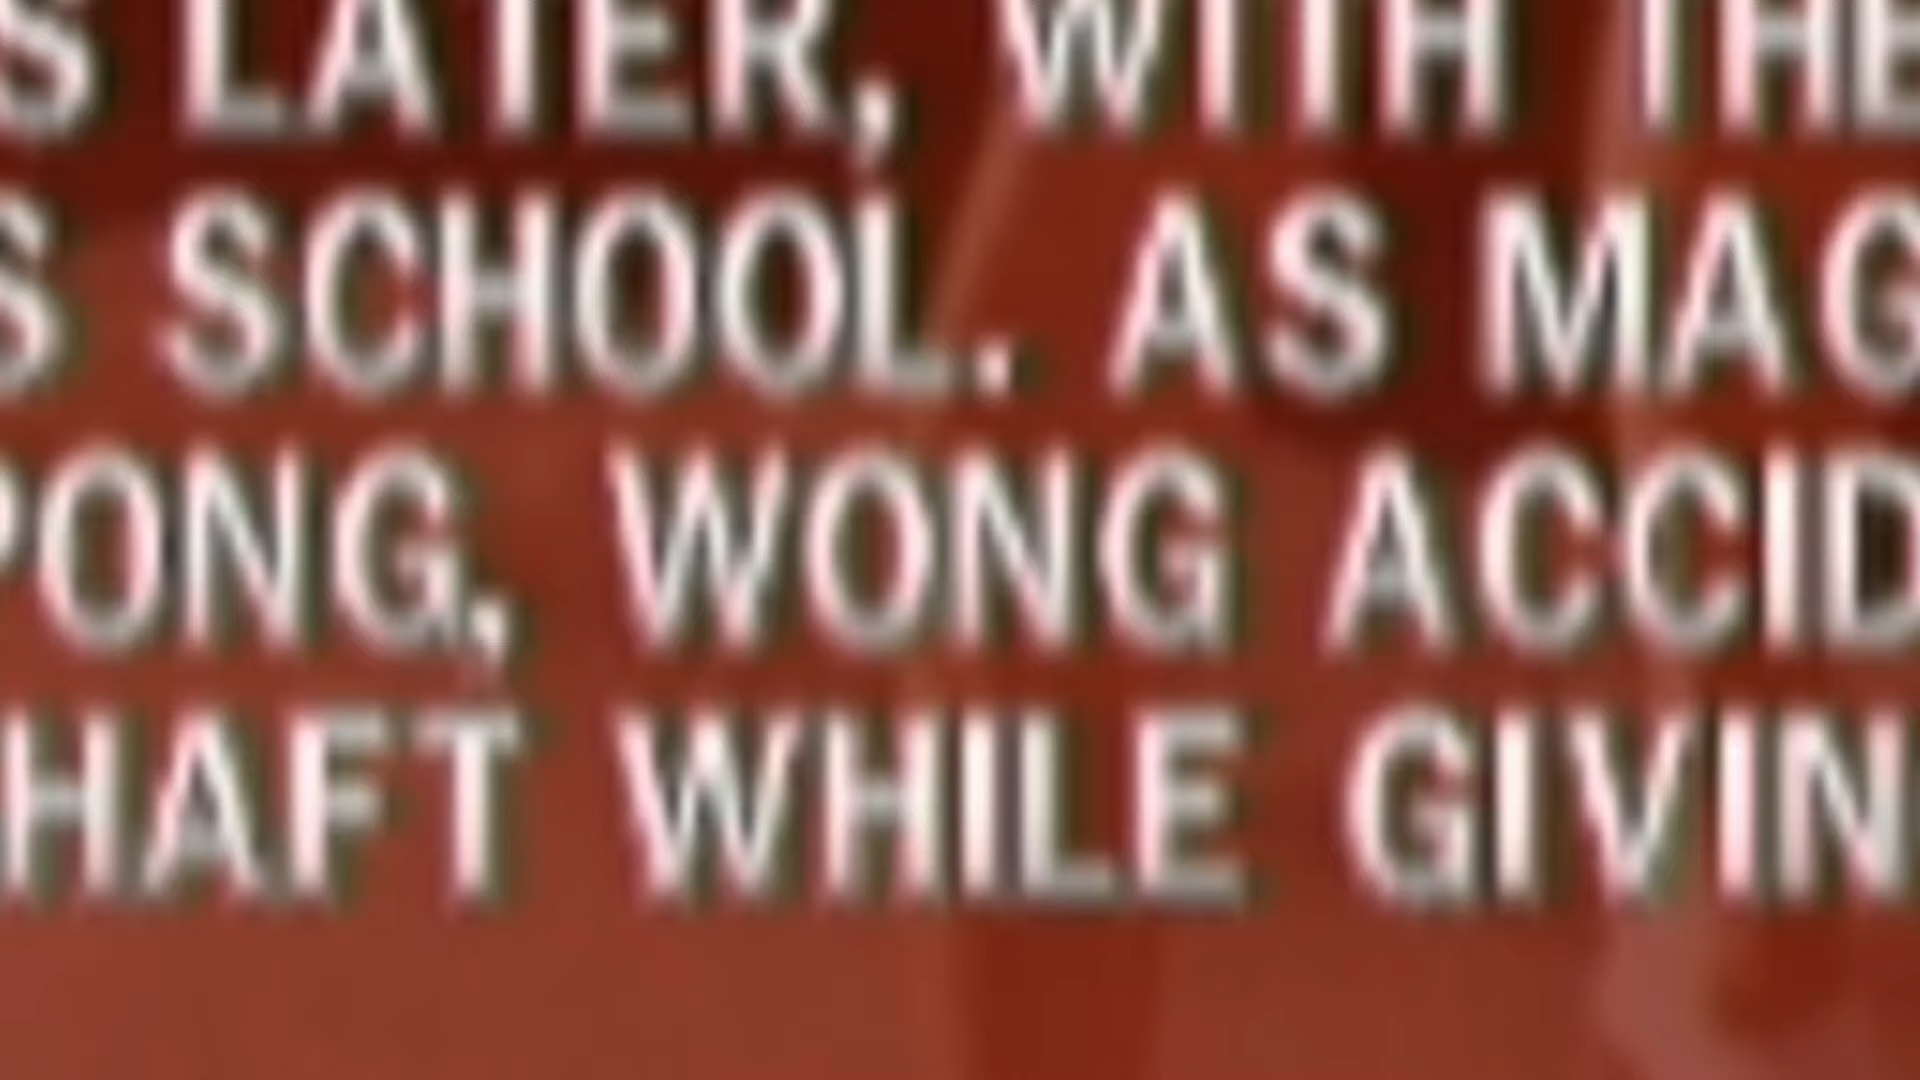 S LATER, WITH THE
S SCHOOL. AS MAG
PONG, WONG ACCID
HAFT WHILE GIVIN